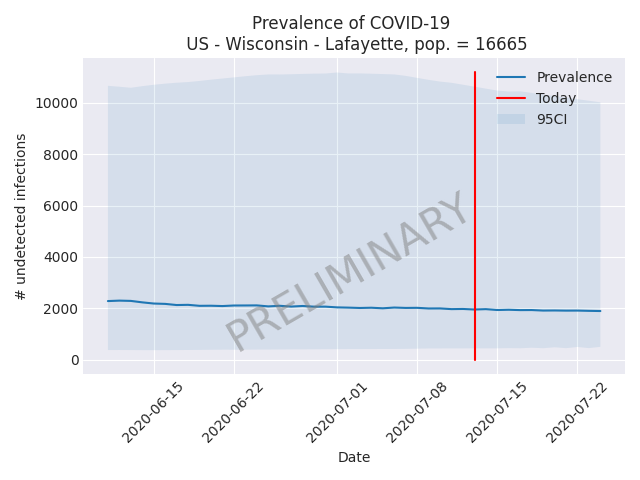 Prevalence of COVID-19
US - Wisconsin - Lafayette, pop. = 16665
Prevalence
Today
95CI
10000
8000
6000
4000
2000
0
# undetected infections
PRELIMINARY
2020-06-15
2020-06-22
2020-07-01
2020-07-08
2020-07-15
2020-07-22
Date